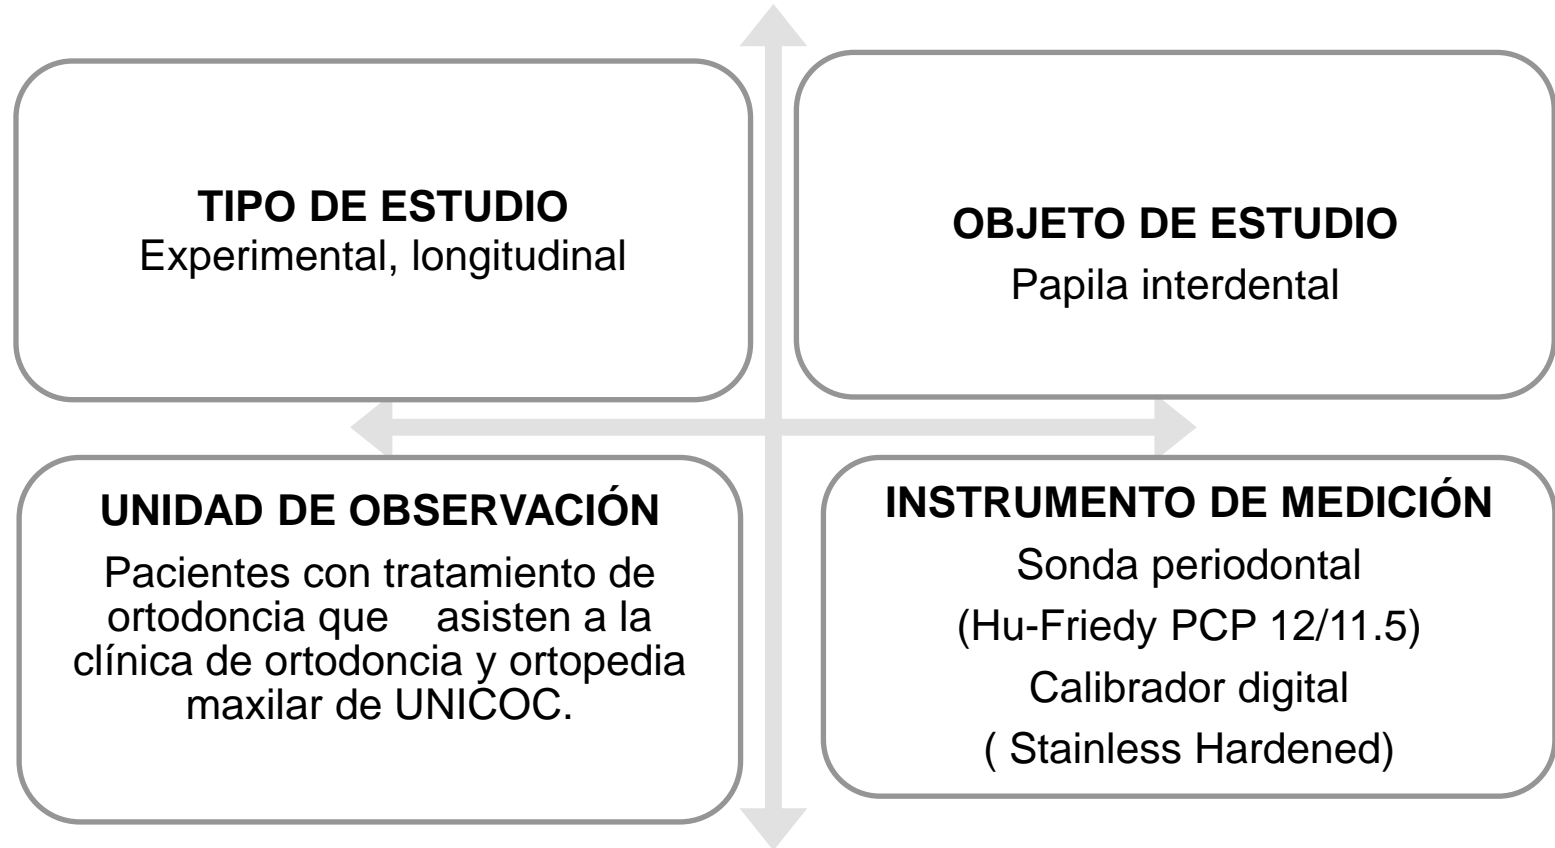 TIPO DE ESTUDIO
Experimental, longitudinal
OBJETO DE ESTUDIO
Papila interdental
UNIDAD DE OBSERVACIÓN
Pacientes con tratamiento de
ortodoncia que asisten a la
clínica de ortodoncia y ortopedia
maxilar de UNICOC.
INSTRUMENTO DE MEDICIÓN
Sonda periodontal
(Hu-Friedy PCP 12/11.5)
Calibrador digital
( Stainless Hardened)